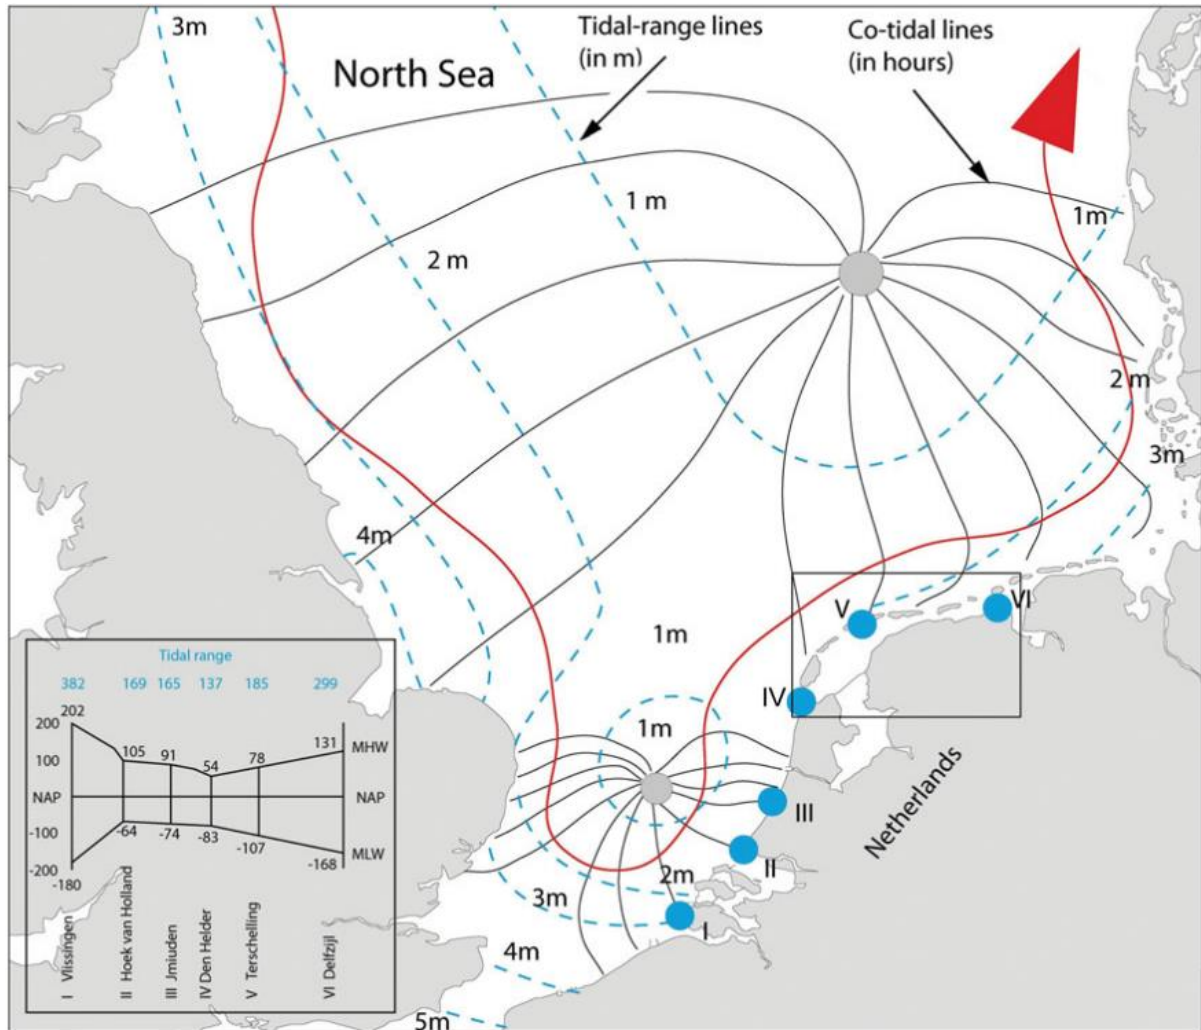 3m
Tidal-range lines
(in m)
Co-tidal lines
(in hours)
North Sea
1 m
1m
2 m
2 m
3m
4m
1m
V
VI
IV
1m
III
II
Netherlands
2m
3m
I
4m
5m
Tidal range
382 169 165 137 185 299
202
200
105 91 54 78 131 MHW
100
NAP NAP
-64 -74 -83 -107 -168 MLW
-100
-200
-180
I Vlissingen
II Hoek van Holland
III Jmiuden
IV Den Helder
V Terschelling
VI Delfzijl